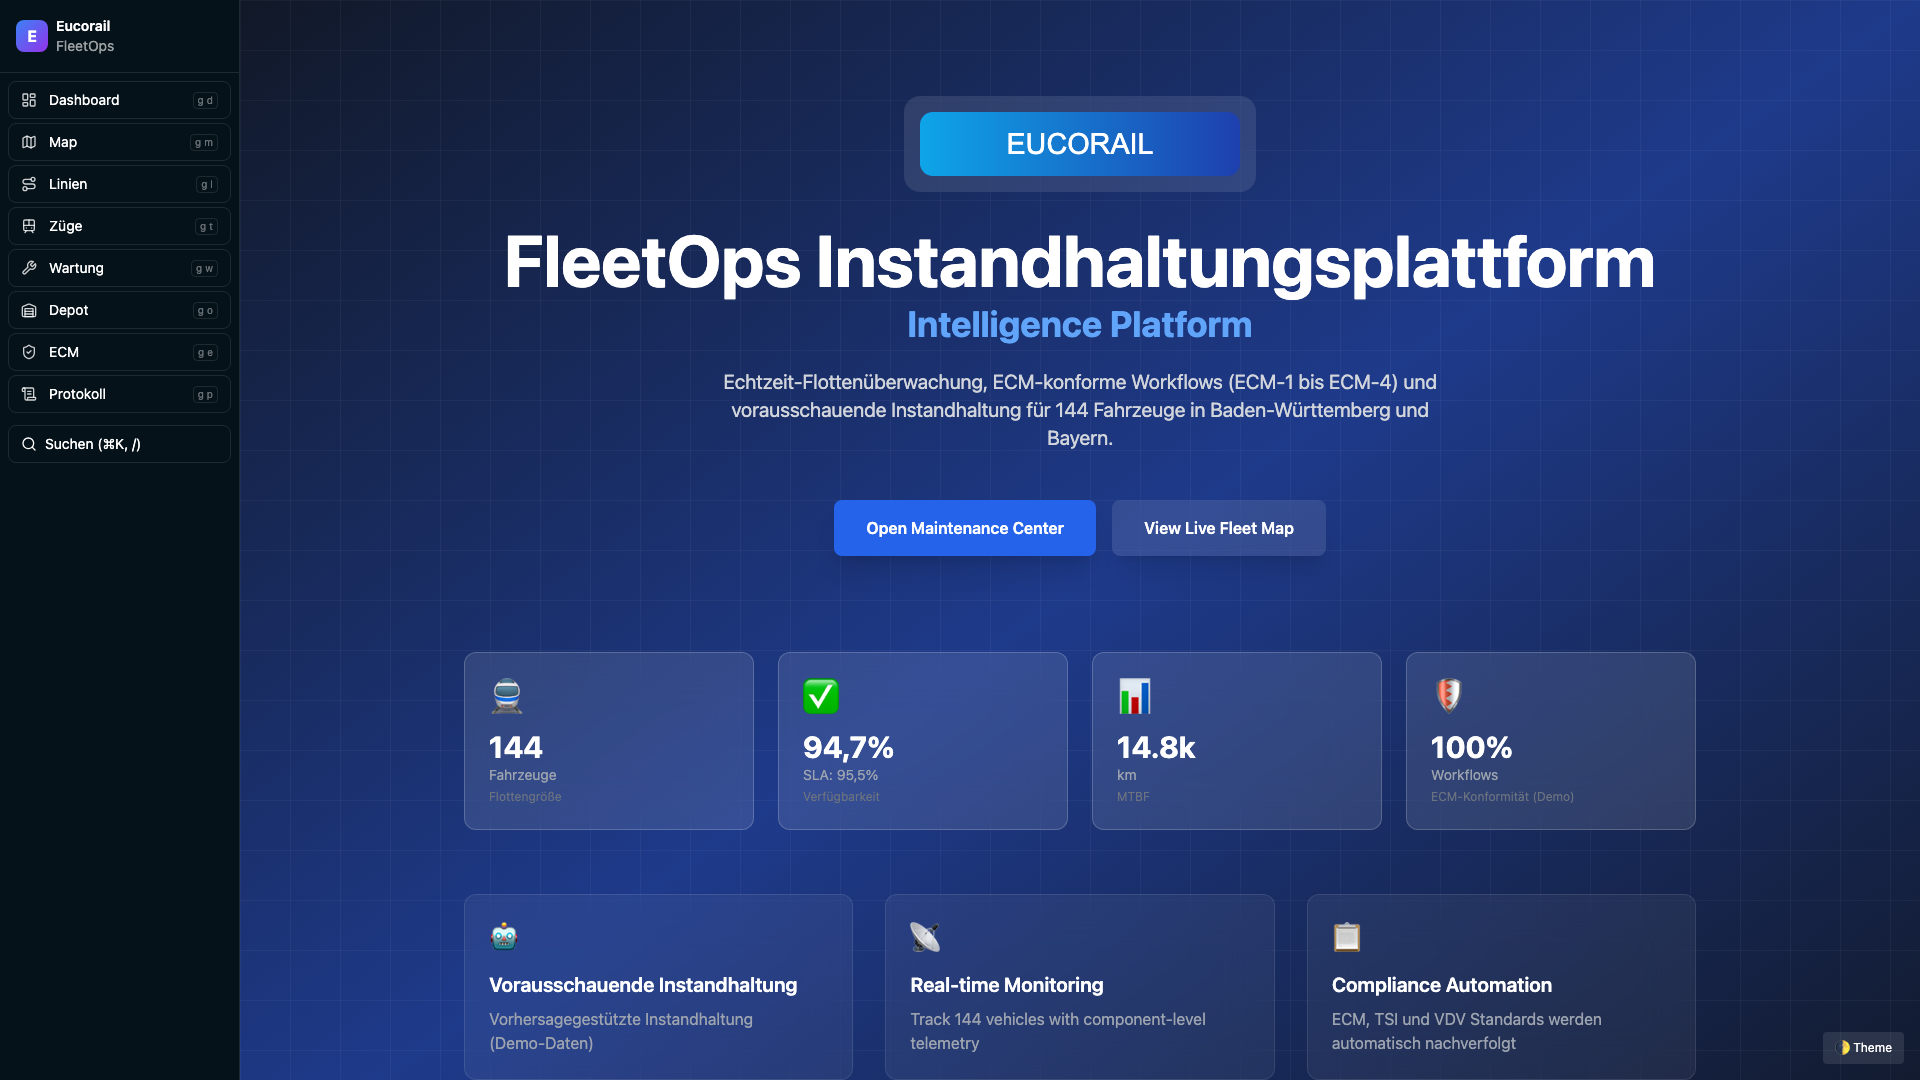 E
Eucorail
FleetOps
Dashboard g d
Map g m
Linien g l
Züge g t
Wartung g w
Depot g o
ECM g e
Protokoll g p
Suchen (⌘K, /)
EUCORAIL
FleetOps Instandhaltungsplattform
Intelligence Platform
Echtzeit-Flottenüberwachung, ECM-konforme Workflows (ECM-1 bis ECM-4) und
vorausschauende Instandhaltung für 144 Fahrzeuge in Baden-Württemberg und
Bayern.
Open Maintenance Center
View Live Fleet Map
144
Fahrzeuge
Flottengröße
94,7%
SLA: 95,5%
Verfügbarkeit
14.8k
km
MTBF
100%
Workflows
ECM-Konformität (Demo)
Vorausschauende Instandhaltung
Vorhersagegestützte Instandhaltung
(Demo-Daten)
Real-time Monitoring
Track 144 vehicles with component-level
telemetry
Compliance Automation
ECM, TSI und VDV Standards werden
automatisch nachverfolgt
Theme